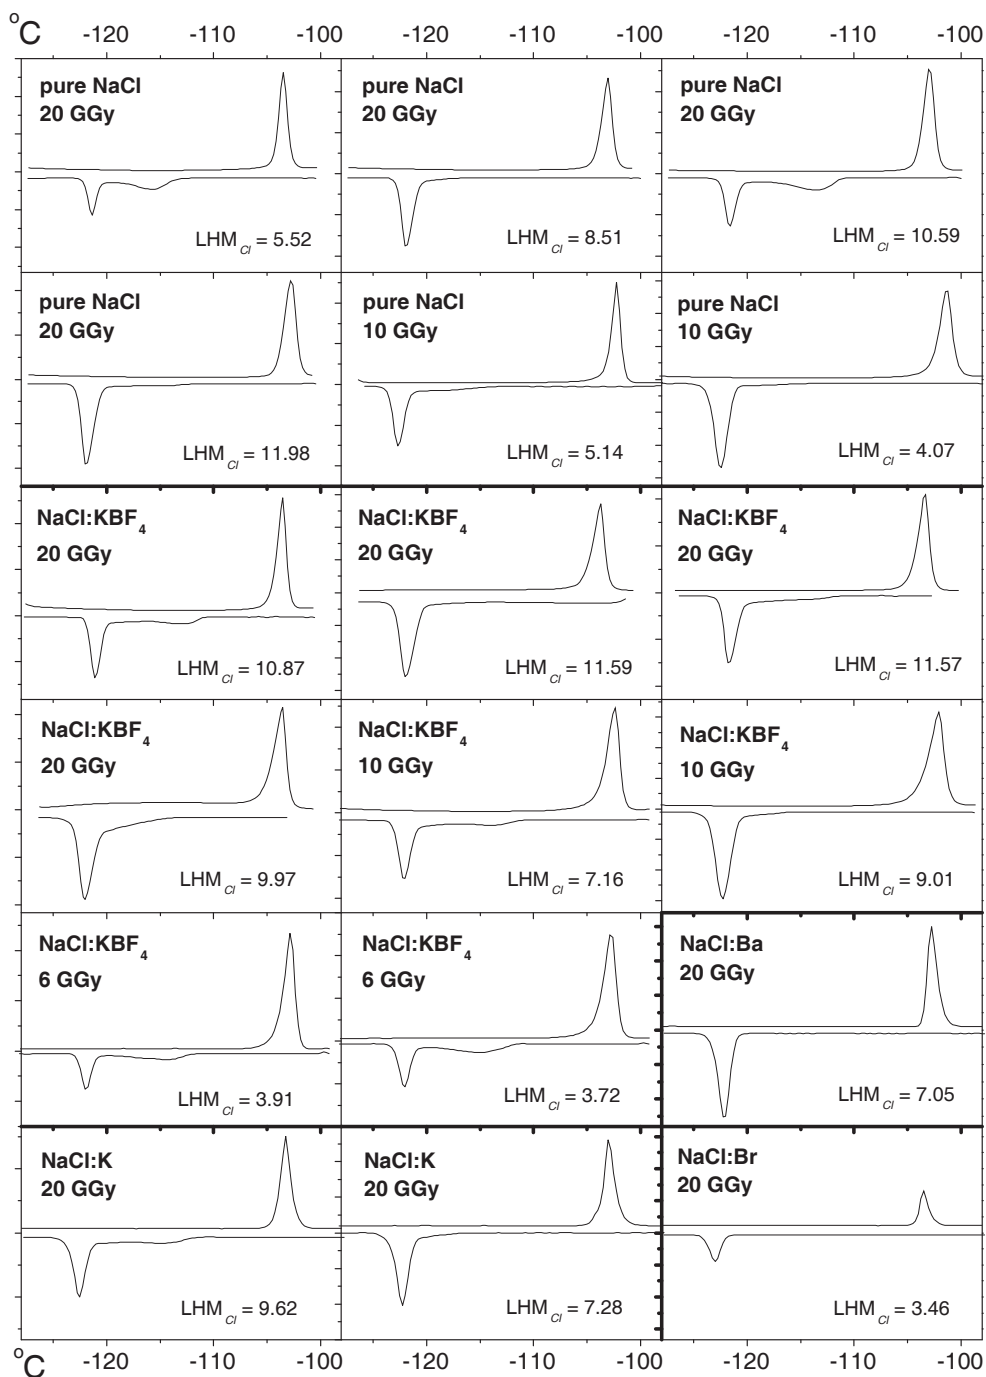 °C -120 -110 -100 -120 -110 -100 -120 -110 -100
pure NaCl
20 GGy
LHM Cl = 5.52
pure NaCl
20 GGy
LHM Cl = 8.51
pure NaCl
20 GGy
LHM Cl = 10.59
pure NaCl
20 GGy
LHM Cl = 11.98
pure NaCl
10 GGy
LHM Cl = 5.14
pure NaCl
10 GGy
LHM Cl = 4.07
NaCl:KBF4
20 GGy
LHM Cl = 10.87
NaCl:KBF4
20 GGy
LHM Cl = 11.59
NaCl:KBF4
20 GGy
LHM Cl = 11.57
NaCl:KBF4
20 GGy
LHM Cl = 9.97
NaCl:KBF4
10 GGy
LHM Cl = 7.16
NaCl:KBF4
10 GGy
LHM Cl = 9.01
NaCl:KBF4
6 GGy
LHM Cl = 3.91
NaCl:KBF4
6 GGy
LHM Cl = 3.72
NaCl:Ba
20 GGy
LHM Cl = 7.05
NaCl:K
20 GGy
LHM Cl = 9.62
NaCl:K
20 GGy
LHM Cl = 7.28
NaCl:Br
20 GGy
LHM Cl = 3.46
°C -120 -110 -100 -120 -110 -100 -120 -110 -100